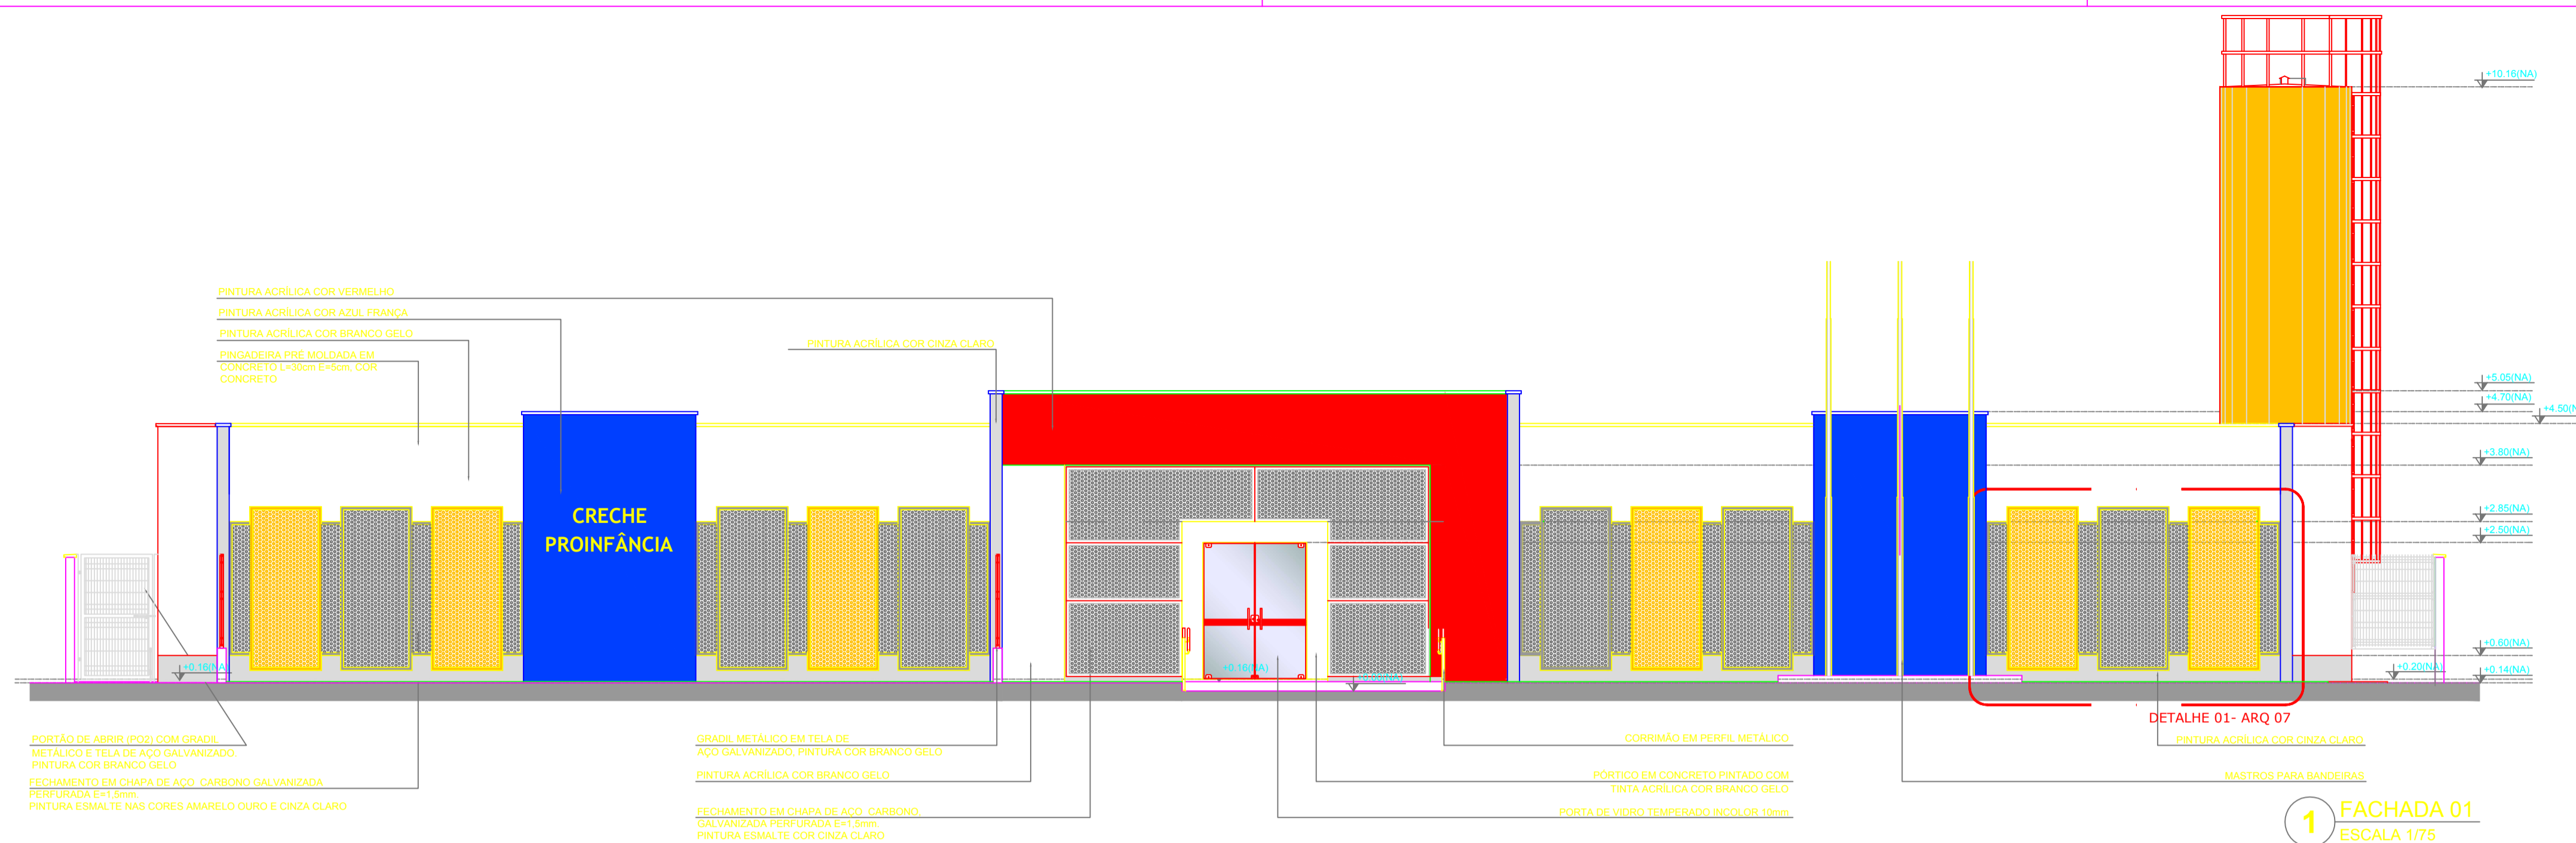 +10.16(NA)
PINTURA ACRÍLICA COR VERMELHO
PINTURA ACRÍLICA COR AZUL FRANÇA
PINTURA ACRÍLICA COR BRANCO GELO
PINGADEIRA PRÉ MOLDADA EM
CONCRETO L=30cm E=5cm, COR
CONCRETO
PINTURA ACRÍLICA COR CINZA CLARO
+5.05(NA)
+4.70(NA)
+4.50(N
+3.80(NA)
+2.85(NA)
+2.50(NA)
+0.60(NA)
+0.20(NA)
+0.14(NA)
CRECHE
PROINFÂNCIA
+0.16(NA)
+0.16(NA)
DETALHE 01- ARQ 07
PORTÃO DE ABRIR (PO2) COM GRADIL
METÁLICO E TELA DE AÇO GALVANIZADO.
PINTURA COR BRANCO GELO
FECHAMENTO EM CHAPA DE AÇO CARBONO GALVANIZADA
PERFURADA E=1,5mm
PINTURA ESMALTE NAS CORES AMARELO OURO E CINZA CLARO
GRADIL METÁLICO EM TELA DE
AÇO GALVANIZADO. PINTURA COR BRANCO GELO
PINTURA ACRÍLICA COR BRANCO GELO
FECHAMENTO EM CHAPA DE AÇO CARBONO,
GALVANIZADA PERFURADA E=1,5mm.
PINTURA ESMALTE COR CINZA CLARO
CORRIMÃO EM PERFIL METÁLICO
PÓRTICO EM CONCRETO PINTADO COM
TINTA ACRÍLICA COR BRANCO GELO
PORTA DE VIDRO TEMPERADO INCOLOR 10mm
PINTURA ACRÍLICA COR CINZA CLARO
MASTROS PARA BANDEIRAS
1 FACHADA 01
ESCALA 1/75